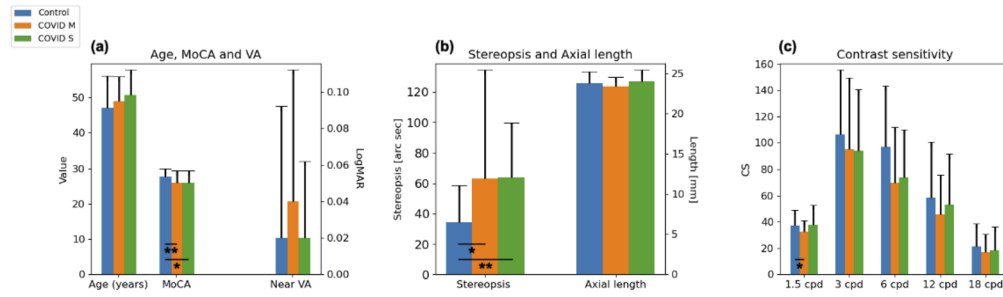 Control
COVID M
COVID S
(a)
Age, MoCA and VA
Value
50
40
30
20
10
0
LogMAR
0.10
0.08
0.06
0.04
0.02
0.00
**
*
Age (years) MoCA Near VA
(b)
Stereopsis and Axial length
Stereopsis [arc sec]
120
100
80
60
40
20
0
Length [mm]
25
20
15
10
5
0
*
**
Stereopsis Axial length
(c)
Contrast sensitivity
CS
160
140
120
100
80
60
40
20
0
*
1.5 cpd 3 cpd 6 cpd 12 cpd 18 cpd